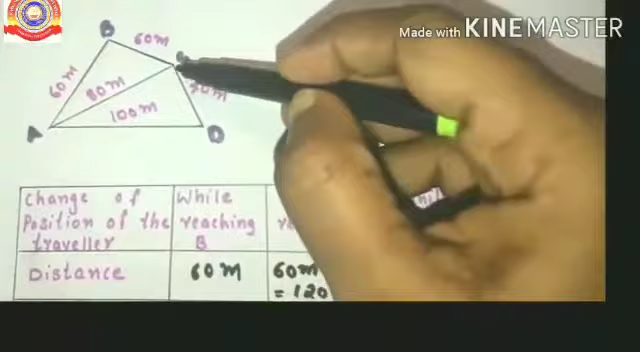 Made with KINEMASTER
B
60m
60m
80m
100m
A
D
Change of
Position of the
traveller
While
reaching
B
Distance
60m
60m
= 120